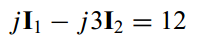 jI₁ − j3I₂ = 12